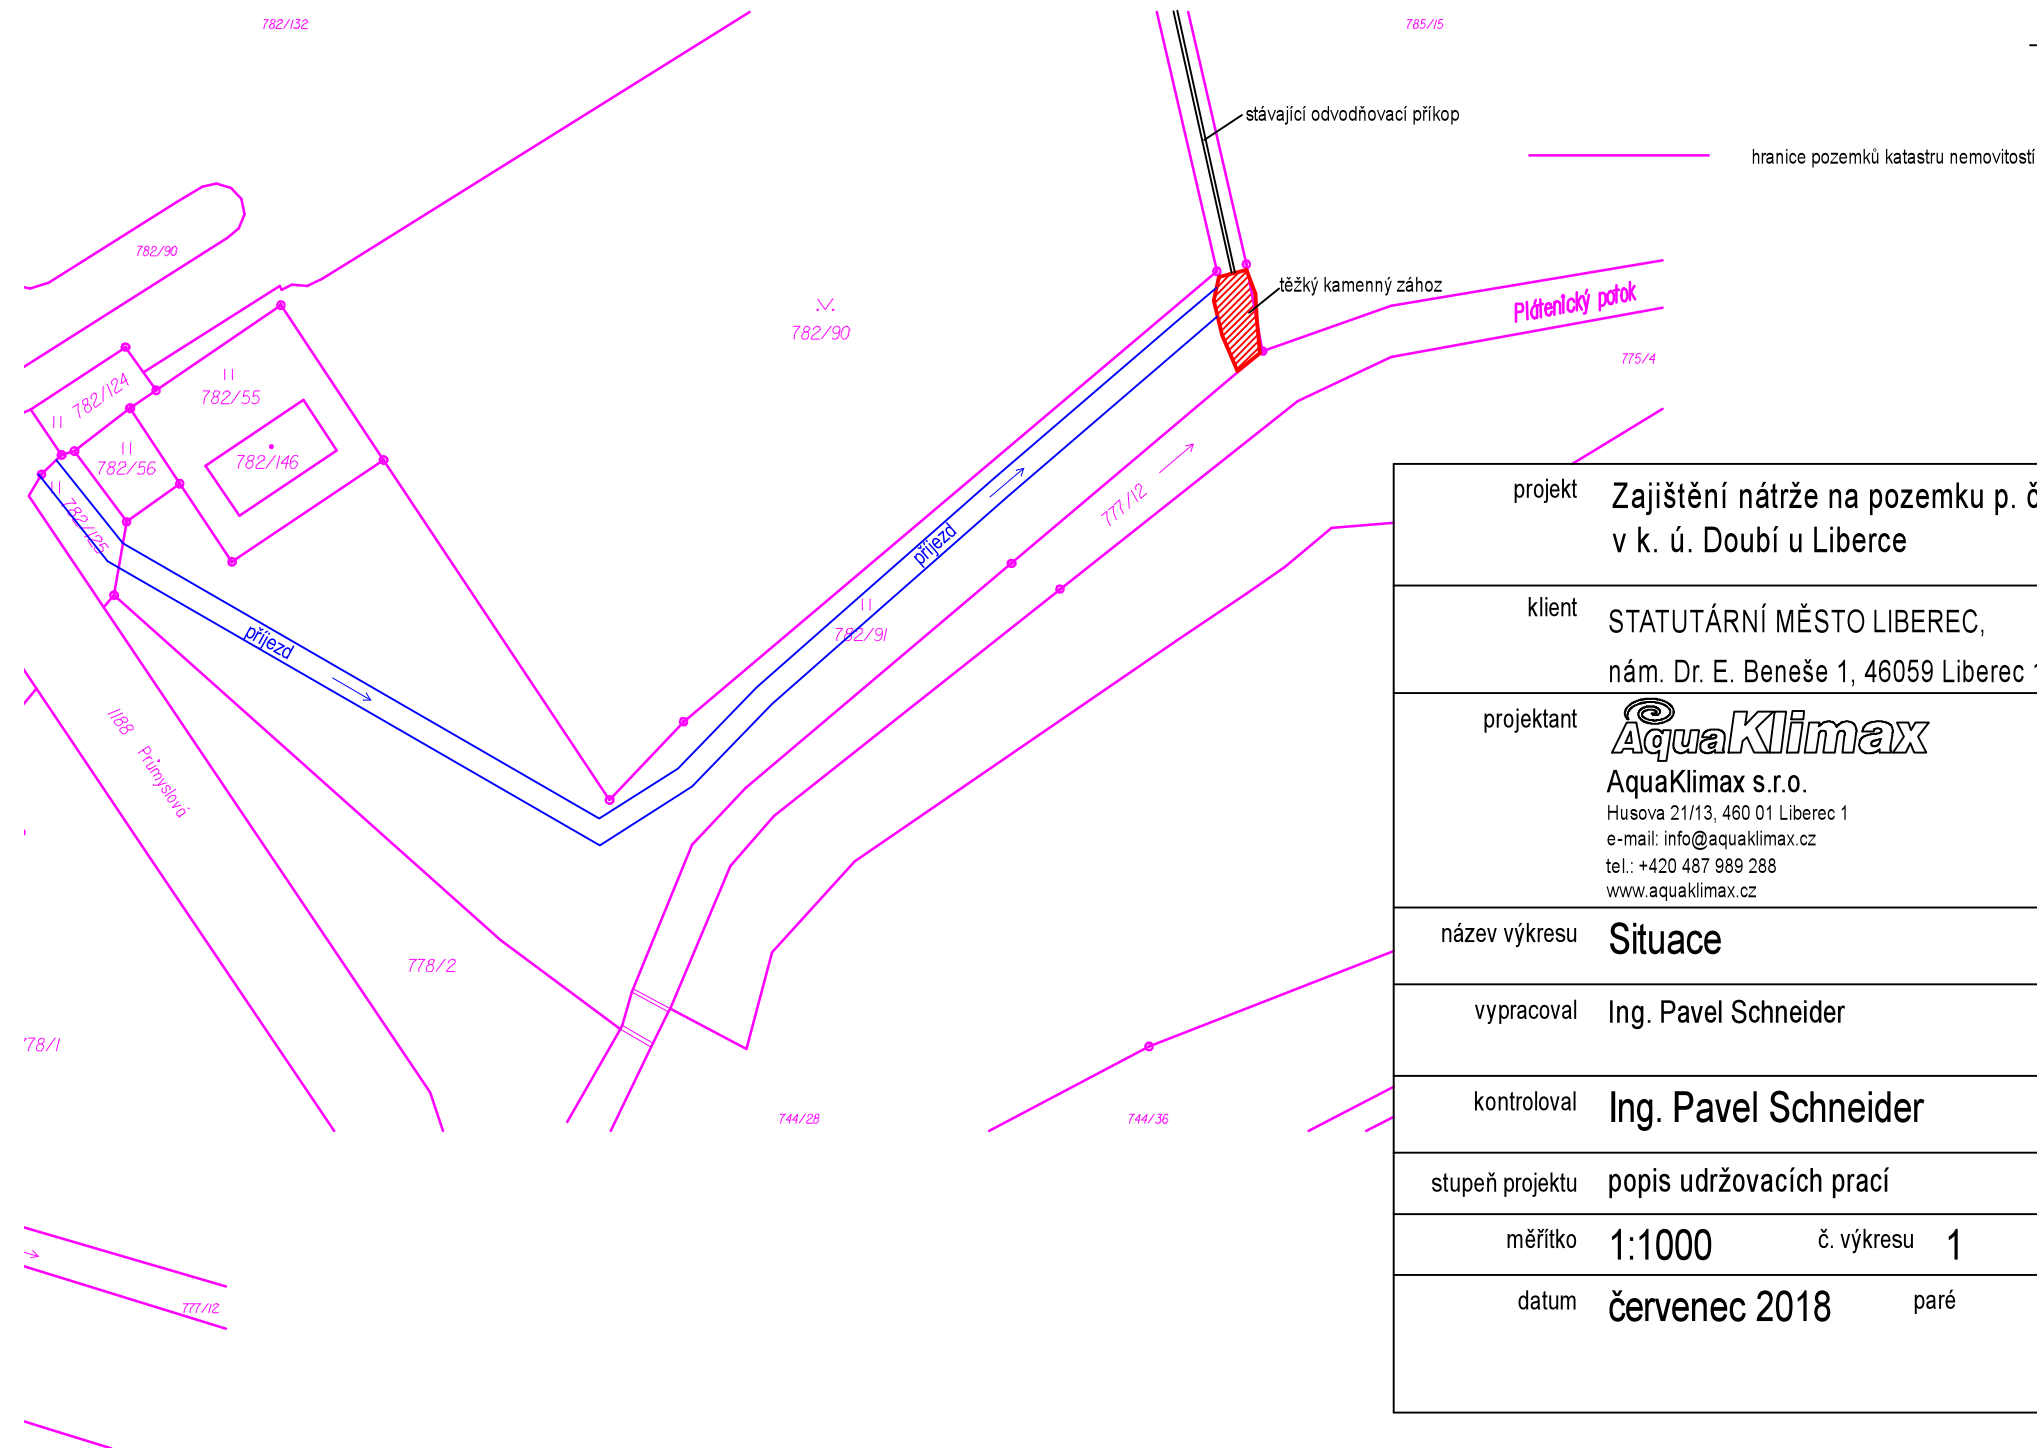 782/132
785/15
stávající odvodňovací příkop
hranice pozemků katastru nemovitostí
782/90
těžký kamenný zához
Plátenický potok
782/90
775/4
782/124
782/55
782/56
782/146
782/125
777/12
příjezd
782/91
příjezd
1188 Průmyslová
778/2
78/1
744/28
744/36
777/12
projekt Zajištění nátrže na pozemku p. č
v k. ú. Doubí u Liberce
klient STATUTÁRNÍ MĚSTO LIBEREC,
nám. Dr. E. Beneše 1, 46059 Liberec 1
projektant AquaKlimax
AquaKlimax s.r.o.
Husova 21/13, 460 01 Liberec 1
e-mail: info@aquaklimax.cz
tel.: +420 487 989 288
www.aquaklimax.cz
název výkresu Situace
vypracoval Ing. Pavel Schneider
kontroloval Ing. Pavel Schneider
stupeň projektu popis udržovacích prací
měřítko 1:1000 č. výkresu 1
datum červenec 2018 paré